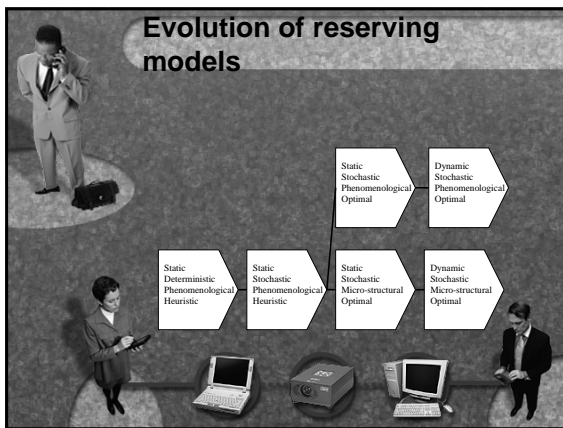 Evolution of reserving
models
Static
Stochastic
Phenomenological
Optimal
Dynamic
Stochastic
Phenomenological
Optimal
Static
Deterministic
Phenomenological
Heuristic
Static
Stochastic
Phenomenological
Heuristic
Static
Stochastic
Micro-structural
Optimal
Dynamic
Stochastic
Micro-structural
Optimal